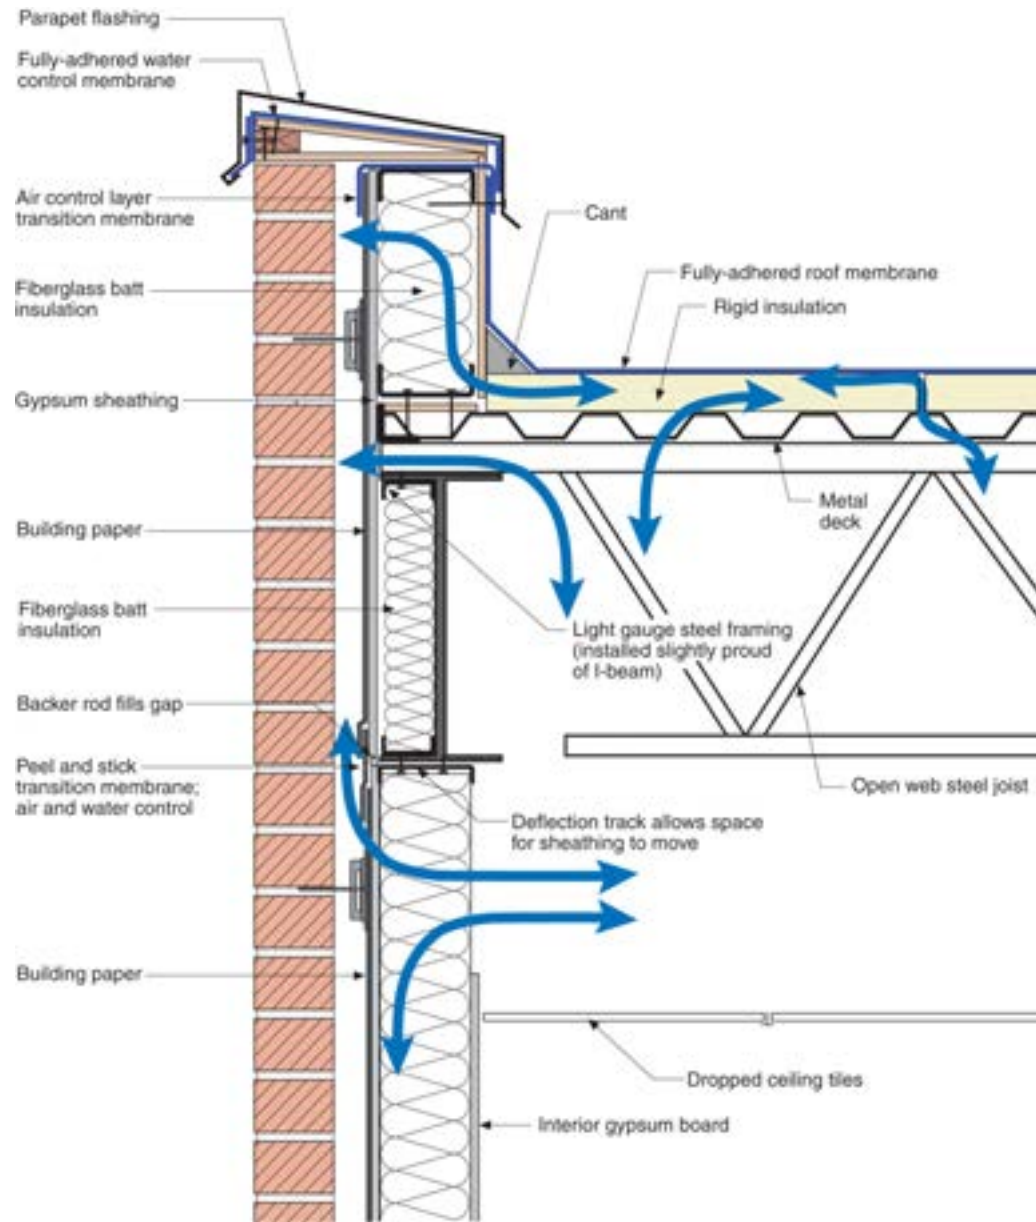 Parapet flashing
Fully-adhered water
control membrane
Air control layer
transition membrane
Cant
Fully-adhered roof membrane
Fiberglass batt
insulation
Rigid insulation
Gypsum sheathing
Metal
deck
Building paper
Fiberglass batt
insulation
Light gauge steel framing
(installed slightly proud
of I-beam)
Backer rod fills gap
Peel and stick
transition membrane;
air and water control
Open web steel joist
Deflection track allows space
for sheathing to move
Building paper
Dropped ceiling tiles
Interior gypsum board